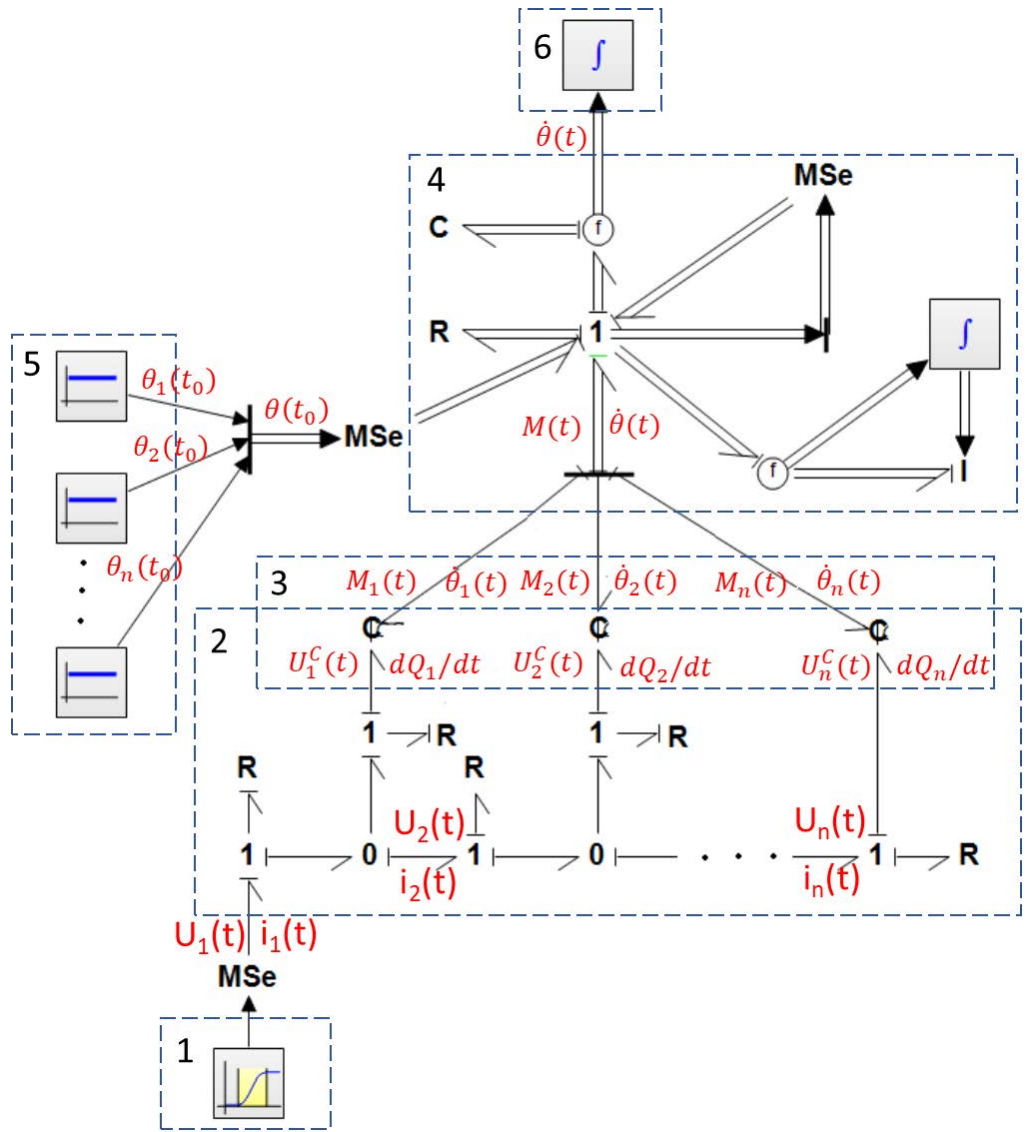 6
∫
θ̇(t)
4
MSe
C
f
R
1
∫
5
θ₁(t₀)
θ(t₀)
θ₂(t₀)
MSe
M(t) θ̇(t)
f
I
θₙ(t₀)
3
M₁(t) θ̇₁(t) M₂(t) θ̇₂(t) Mₙ(t) θ̇ₙ(t)
2
C C C
U₁ᶜ(t) dQ₁/dt U₂ᶜ(t) dQ₂/dt Uₙᶜ(t) dQₙ/dt
1 R 1 R
R R
U₂(t) Uₙ(t)
1 0 1 0 . . . 1 R
i₂(t) iₙ(t)
U₁(t) i₁(t)
MSe
1